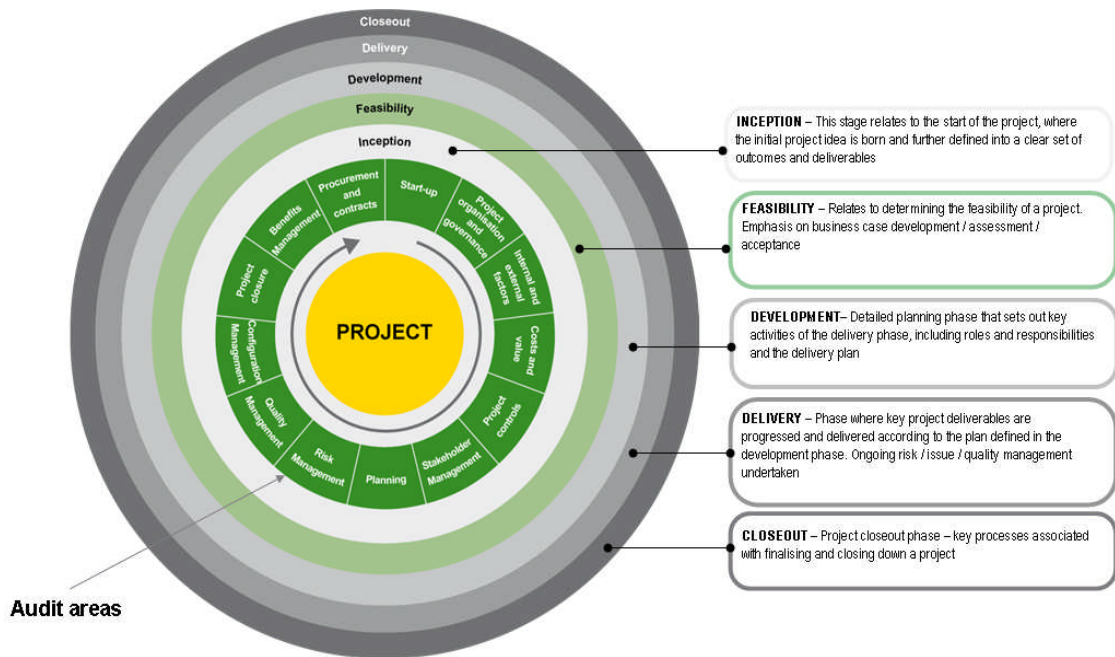 Closeout
Delivery
Development
Feasibility
Inception
Start-up
Project
organisation
and
governance
Internal and
external
factors
Costs and
value
Project
controls
Stakeholder
Management
Planning
Risk
Management
Quality
Management
Configuration
Management
Project
closure
Benefits
Management
Procurement
and
contracts
PROJECT
Audit areas
INCEPTION – This stage relates to the start of the project, where
the initial project idea is born and further defined into a clear set of
outcomes and deliverables
FEASIBILITY – Relates to determining the feasibility of a project.
Emphasis on business case development / assessment /
acceptance
DEVELOPMENT– Detailed planning phase that sets out key
activities of the delivery phase, including roles and responsibilities
and the delivery plan
DELIVERY – Phase where key project deliverables are
progressed and delivered according to the plan defined in the
development phase. Ongoing risk / issue / quality management
undertaken
CLOSEOUT – Project closeout phase – key processes associated
with finalising and closing down a project